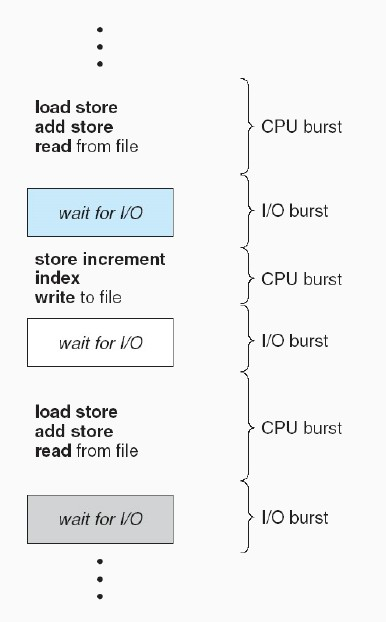 load store
add store
read from file
CPU burst
wait for I/O
I/O burst
store increment
index
write to file
CPU burst
wait for I/O
I/O burst
load store
add store
read from file
CPU burst
wait for I/O
I/O burst